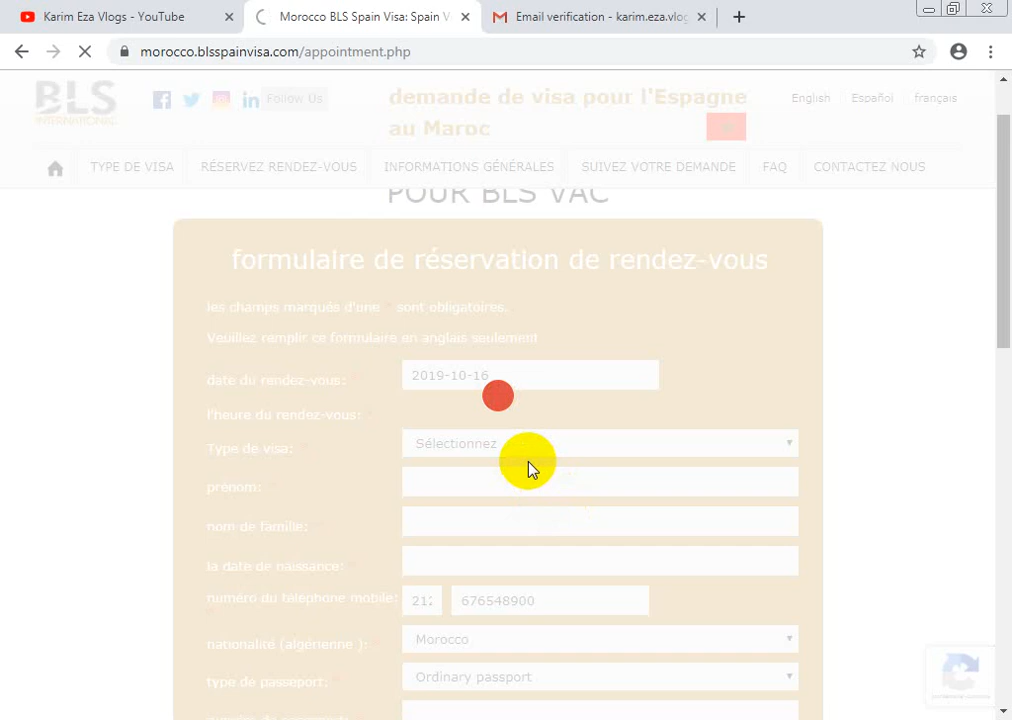 Karim Eza Vlogs - YouTube
Morocco BLS Spain Visa: Spain V
Email verification - karim.eza.vlog
morocco.blsspainvisa.com/appointment.php
BLS
INTERNATIONAL
Follow Us
demande de visa pour l'Espagne
au Maroc
English
Español
français
TYPE DE VISA
RÉSERVEZ RENDEZ-VOUS
INFORMATIONS GÉNÉRALES
SUIVEZ VOTRE DEMANDE
FAQ
CONTACTEZ NOUS
POUR BLS VAC
formulaire de réservation de rendez-vous
les champs marqués d'une * sont obligatoires.
Veuillez remplir ce formulaire en anglais seulement
date du rendez-vous: *
2019-10-16
l'heure du rendez-vous: *
Type de visa: *
Sélectionnez
prénom: *
nom de famille: *
la date de naissance: *
numéro du téléphone mobile:
*
212
676548900
nationalité (algérienne ): *
Morocco
type de passeport: *
Ordinary passport